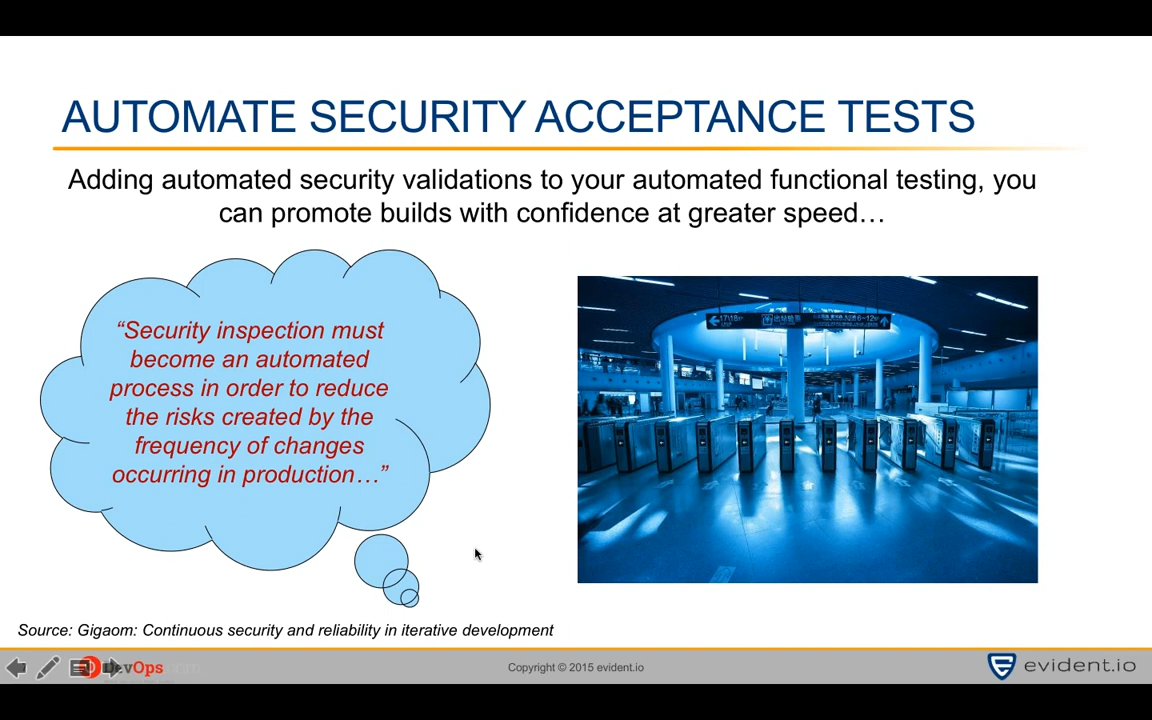 AUTOMATE SECURITY ACCEPTANCE TESTS
Adding automated security validations to your automated functional testing, you
can promote builds with confidence at greater speed…
“Security inspection must
become an automated
process in order to reduce
the risks created by the
frequency of changes
occurring in production…”
17\18
Source: Gigaom: Continuous security and reliability in iterative development
DevOps
Copyright © 2015 evident.io
evident.io